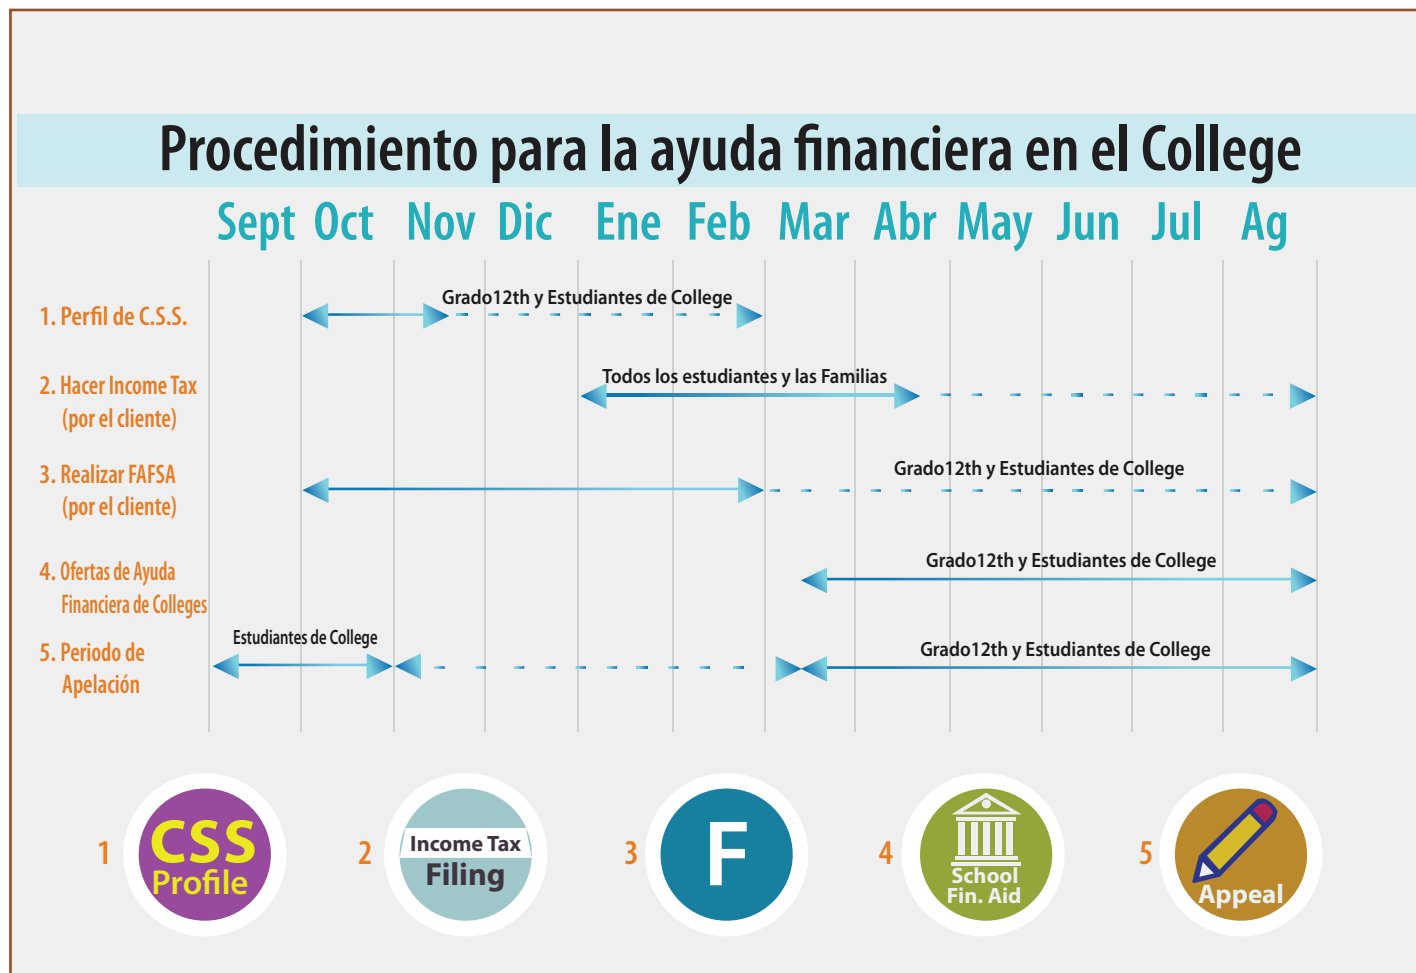 Procedimiento para la ayuda financiera en el College
Sept Oct Nov Dic Ene Feb Mar Abr May Jun Jul Ag
1. Perfil de C.S.S.
Grado12th y Estudiantes de College
2. Hacer Income Tax
(por el cliente)
Todos los estudiantes y las Familias
3. Realizar FAFSA
(por el cliente)
Grado12th y Estudiantes de College
4. Ofertas de Ayuda
Financiera de Colleges
Grado12th y Estudiantes de College
5. Periodo de
Apelación
Estudiantes de College
Grado12th y Estudiantes de College
1
CSS
Profile
2
Income Tax
Filing
3
F
4
School
Fin. Aid
5
Appeal